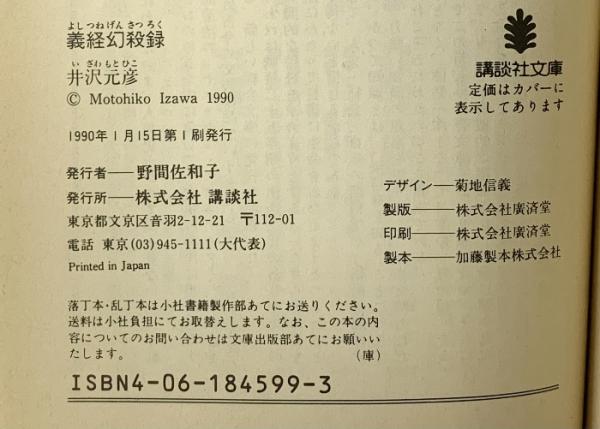 よしつねげんさつろく
義経幻殺録
いざわもとひこ
井沢元彦
© Motohiko Izawa 1990
1990年1月15日第1刷発行
発行者――野間佐和子
発行所――株式会社 講談社
東京都文京区音羽2-12-21 〒112-01
電話 東京(03)945-1111(大代表)
Printed in Japan
講談社文庫
定価はカバーに
表示してあります
デザイン―菊地信義
製版――株式会社廣済堂
印刷――株式会社廣済堂
製本――加藤製本株式会社
落丁本・乱丁本は小社書籍製作部あてにお送りください。
送料は小社負担にてお取替えします。なお、この本の内
容についてのお問い合わせは文庫出版部あてにお願いい
たします。 (庫)
ISBN4-06-184599-3